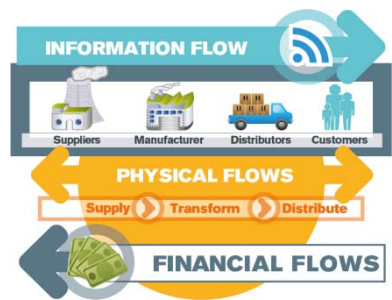 INFORMATION FLOW
Suppliers Manufacturer Distributors Customers
PHYSICAL FLOWS
Supply Transform Distribute
FINANCIAL FLOWS